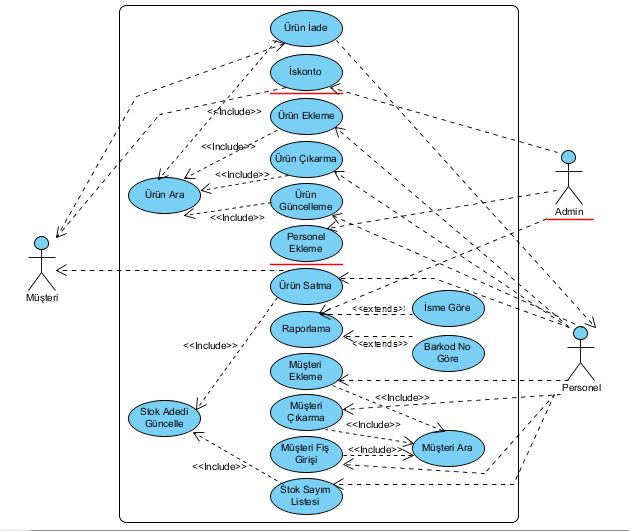 Ürün İade
İskonto
<<Include>>
Ürün Ekleme
<<Include>>
Ürün Çıkarma
<<Include>>
Ürün Ara
Ürün
Güncelleme
<<Include>>
Admin
Personel
Ekleme
Müşteri
Ürün Satma
<<extends>>
İsme Göre
Raporlama
<<extends>>
Barkod No
Göre
<<Include>>
Müşteri
Ekleme
Personel
<<Include>>
Müşteri
Çıkarma
Stok Adedi
Güncelle
<<Include>>
Müşteri Ara
Müşteri Fiş
Girişi
<<Include>>
<<Include>>
Stok Sayım
Listesi